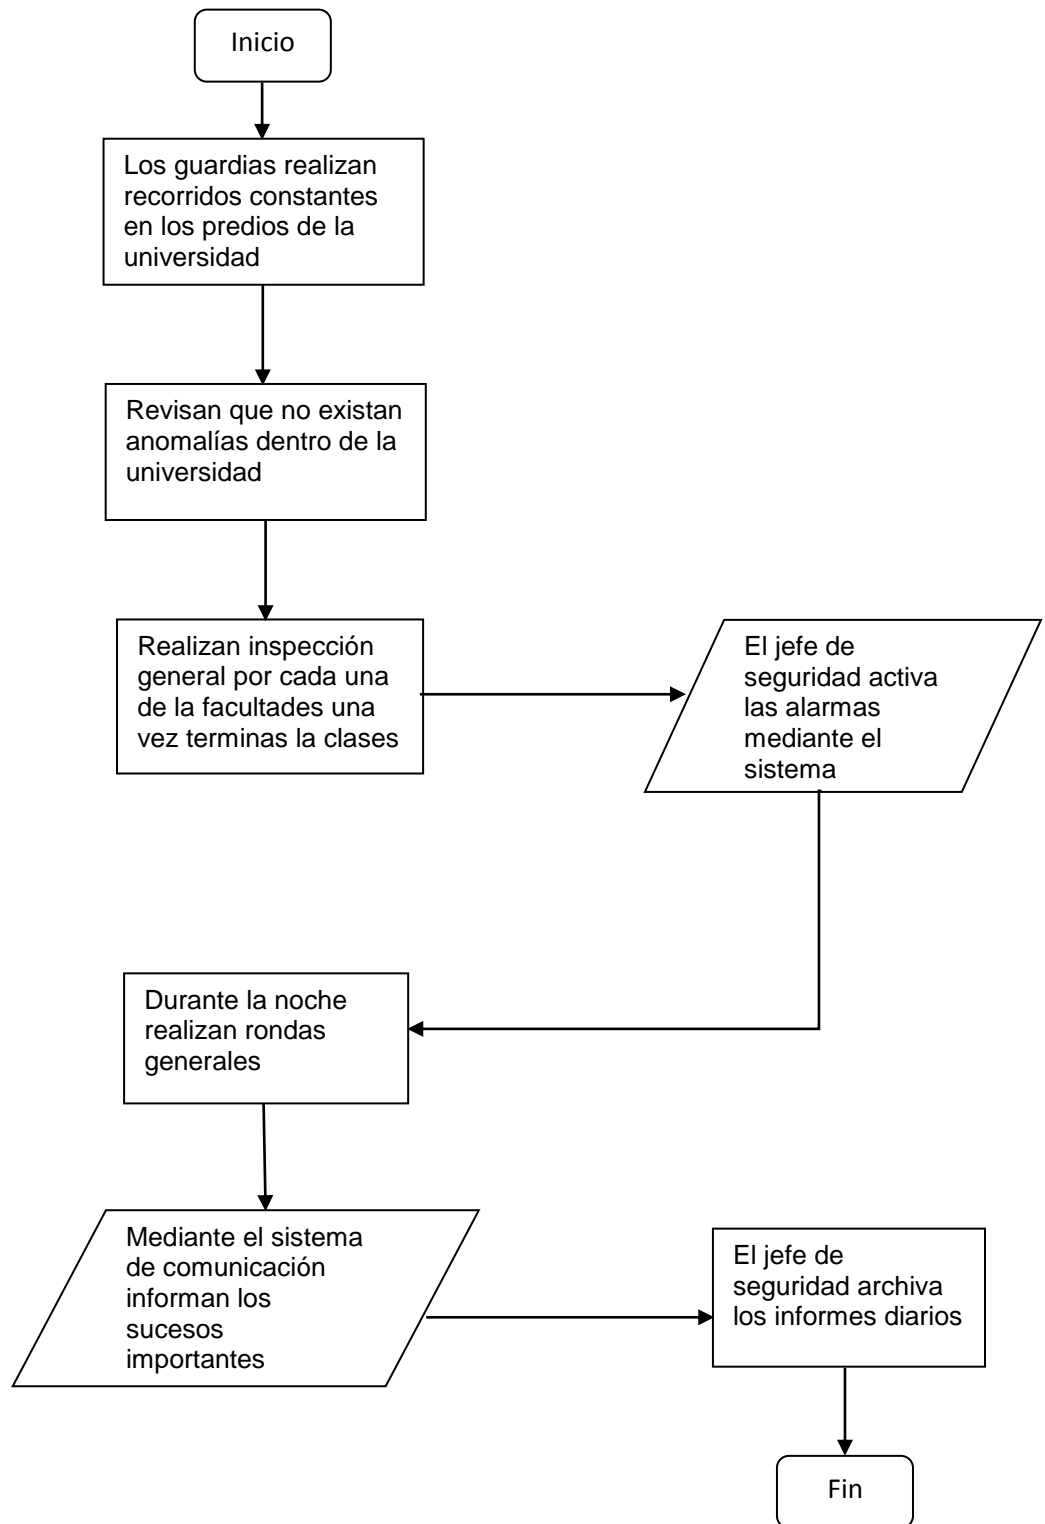 Inicio
Los guardias realizan
recorridos constantes
en los predios de la
universidad
Revisan que no existan
anomalías dentro de la
universidad
Realizan inspección
general por cada una
de la facultades una
vez terminas la clases
El jefe de
seguridad activa
las alarmas
mediante el
sistema
Durante la noche
realizan rondas
generales
Mediante el sistema
de comunicación
informan los
sucesos
importantes
El jefe de
seguridad archiva
los informes diarios
Fin